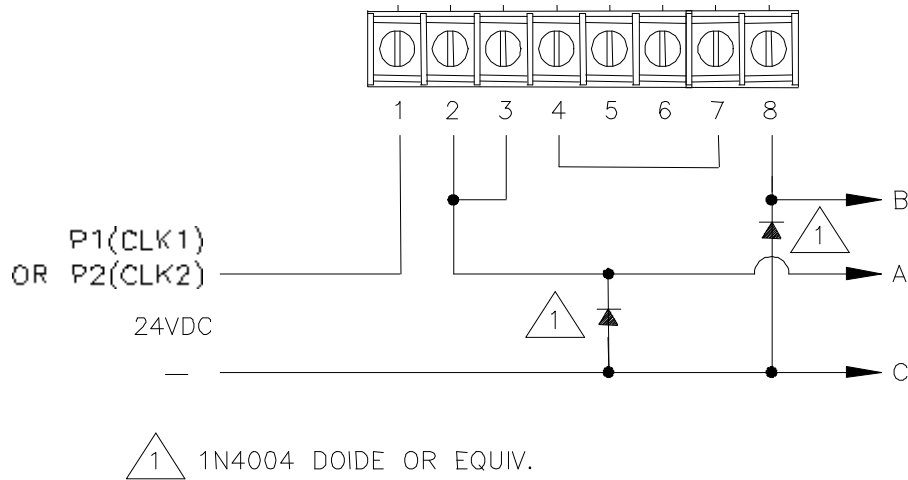 1 2 3 4 5 6 7 8
B
P1(CLK1)
1
OR P2(CLK2)
A
1
24VDC
—
C
1 1N4004 DOIDE OR EQUIV.